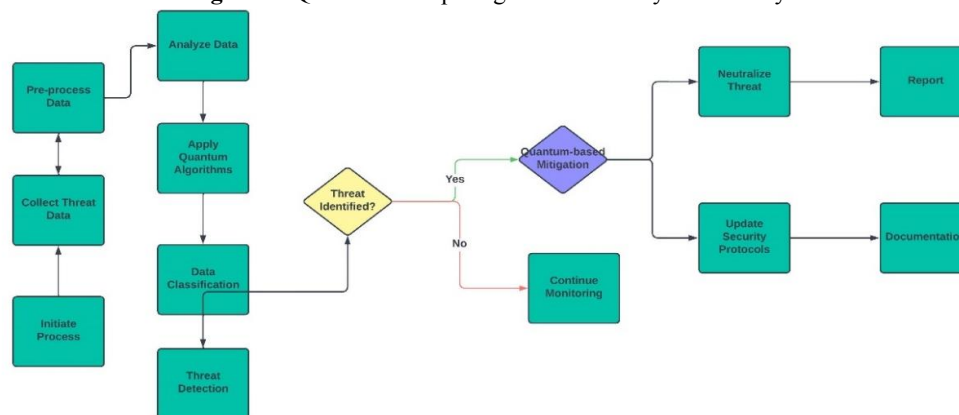 Analyze Data
Pre-process
Data
Apply
Quantum
Algorithms
Collect Threat
Data
Data
Classification
Initiate
Process
Threat
Detection
Threat
Identified?
Yes
No
Quantum-based
Mitigation
Continue
Monitoring
Neutralize
Threat
Report
Update
Security
Protocols
Documentation